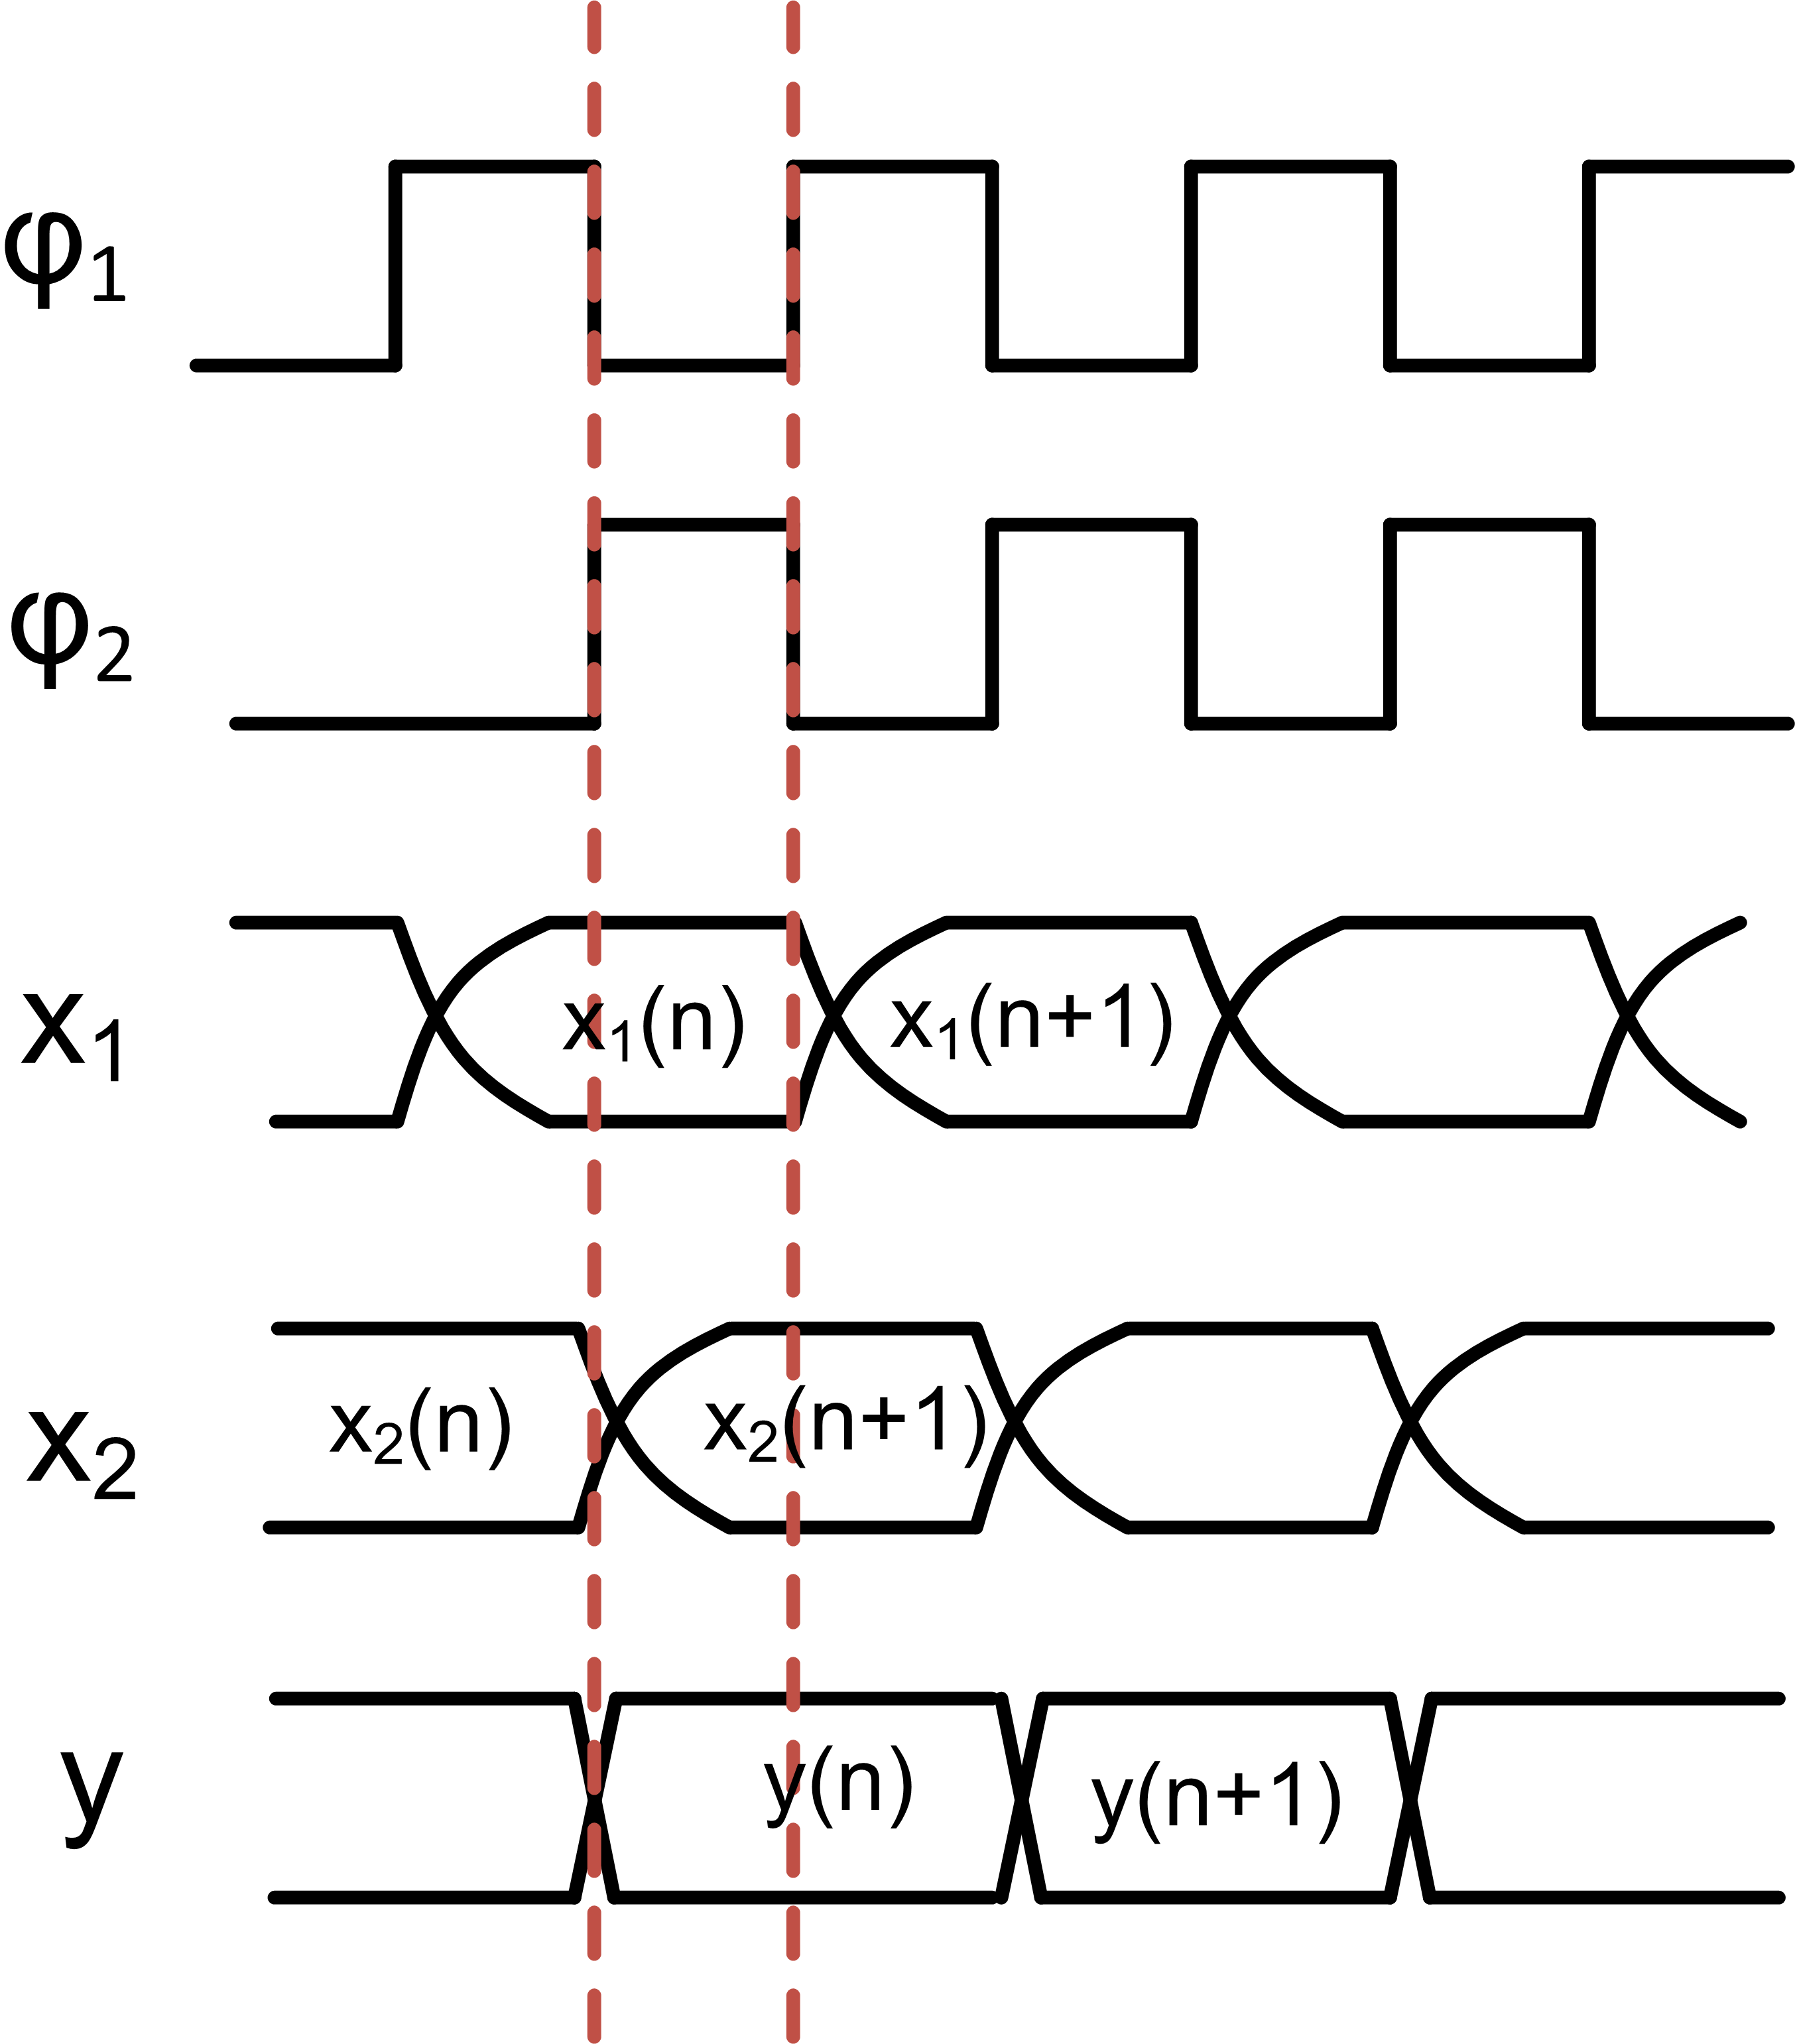 φ₁
φ₂
x₁ x₁(n) x₁(n+1)
x₂ x₂(n) x₂(n+1)
y y(n) y(n+1)